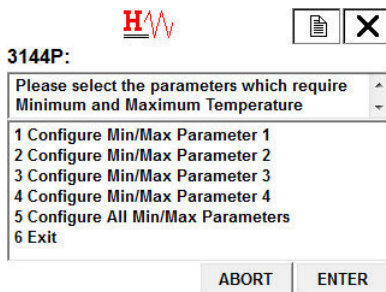 H
3144P:
Please select the parameters which require
Minimum and Maximum Temperature
1 Configure Min/Max Parameter 1
2 Configure Min/Max Parameter 2
3 Configure Min/Max Parameter 3
4 Configure Min/Max Parameter 4
5 Configure All Min/Max Parameters
6 Exit
ABORT ENTER